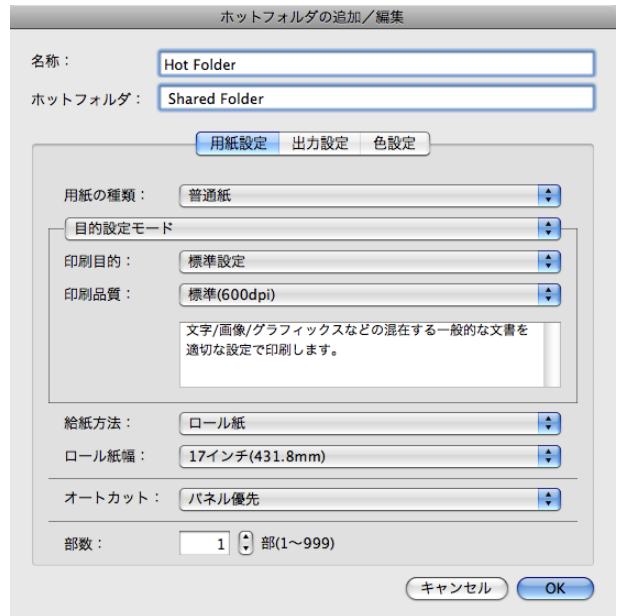 ホットフォルダの追加／編集
名称： Hot Folder
ホットフォルダ： Shared Folder
用紙設定 出力設定 色設定
用紙の種類： 普通紙
目的設定モード
印刷目的： 標準設定
印刷品質： 標準(600dpi)
文字/画像/グラフィックスなどの混在する一般的な文書を
適切な設定で印刷します。
給紙方法： ロール紙
ロール紙幅： 17インチ(431.8mm)
オートカット： パネル優先
部数： 1 部(1〜999)
キャンセル OK